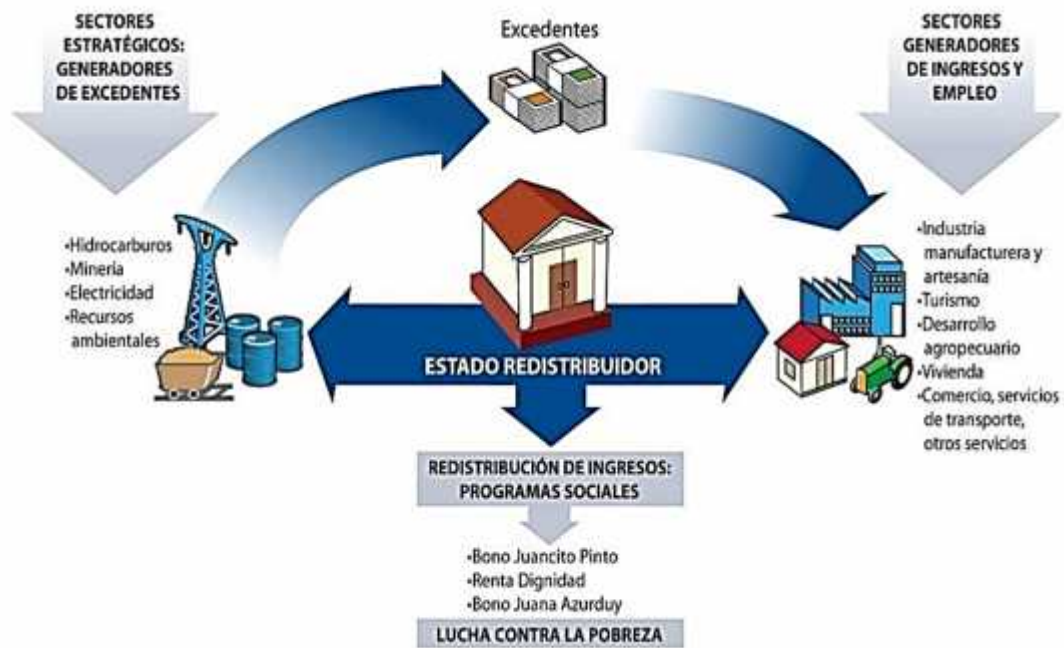 SECTORES
ESTRATÉGICOS:
GENERADORES
DE EXCEDENTES
Excedentes
SECTORES
GENERADORES
DE INGRESOS Y
EMPLEO
•Hidrocarburos
•Minería
•Electricidad
•Recursos
ambientales
ESTADO REDISTRIBUIDOR
•Industria
manufacturera y
artesanía
•Turismo
•Desarrollo
agropecuario
•Vivienda
•Comercio, servicios
de transporte,
otros servicios
REDISTRIBUCIÓN DE INGRESOS:
PROGRAMAS SOCIALES
•Bono Juancito Pinto
•Renta Dignidad
•Bono Juana Azurduy
LUCHA CONTRA LA POBREZA